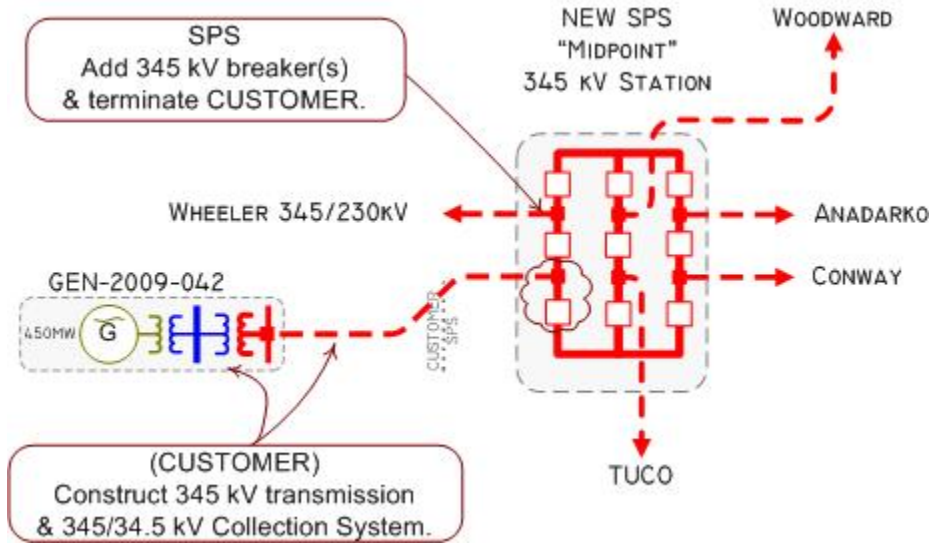 SPS
Add 345 kV breaker(s)
& terminate CUSTOMER.
NEW SPS
“MIDPOINT”
345 KV STATION
WOODWARD
WHEELER 345/230KV
ANADARKO
CONWAY
GEN-2009-042
450MW
G
CUSTOMER
SPS
TUCO
(CUSTOMER)
Construct 345 kV transmission
& 345/34.5 kV Collection System.